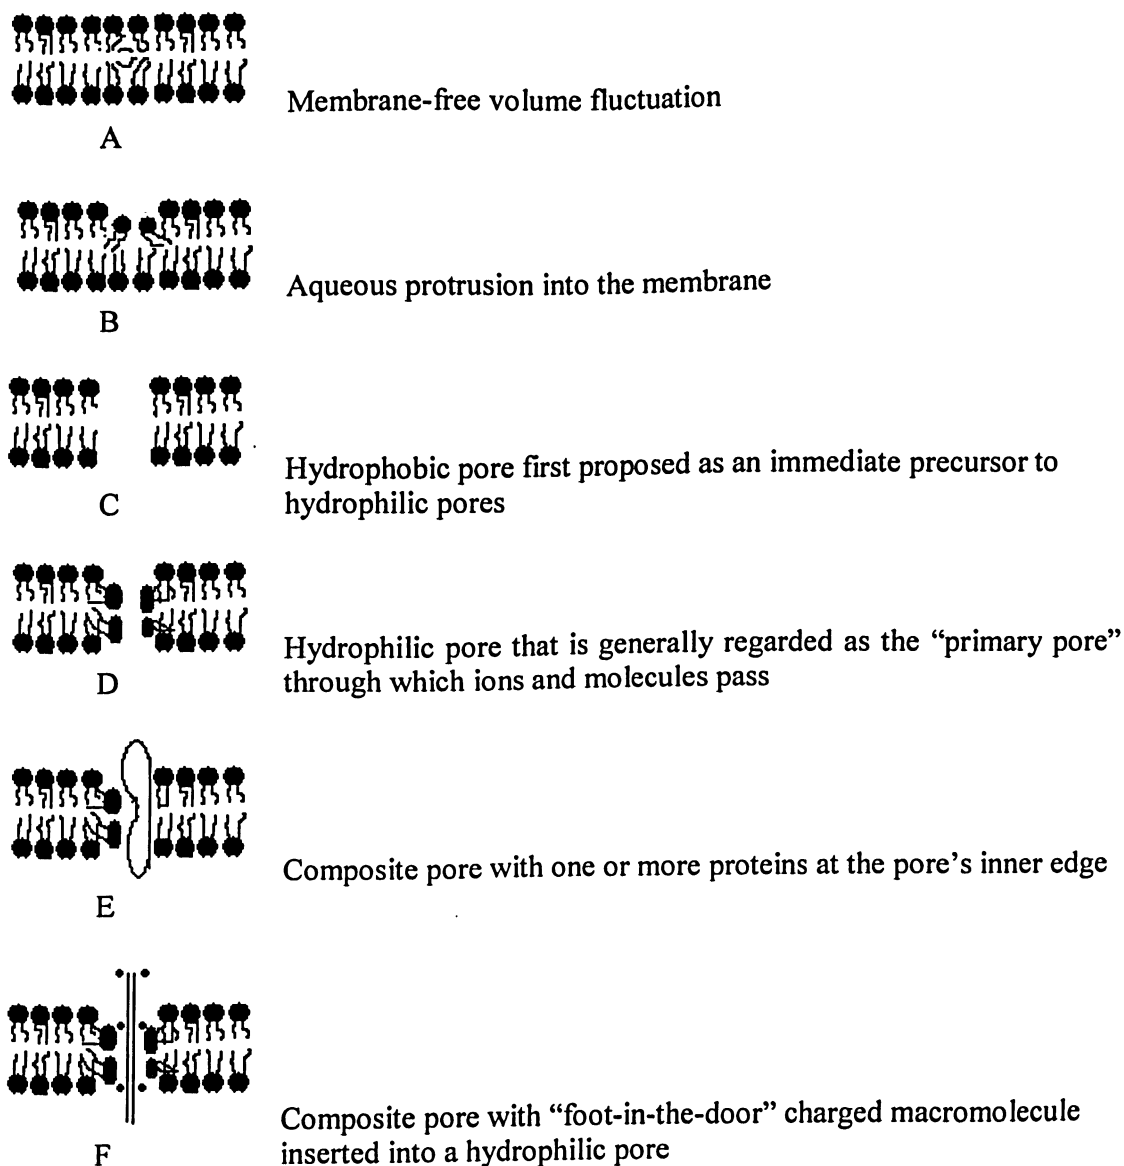 Membrane-free volume fluctuation
A
Aqueous protrusion into the membrane
B
Hydrophobic pore first proposed as an immediate precursor to
hydrophilic pores
C
Hydrophilic pore that is generally regarded as the “primary pore”
through which ions and molecules pass
D
Composite pore with one or more proteins at the pore’s inner edge
E
Composite pore with “foot-in-the-door” charged macromolecule
inserted into a hydrophilic pore
F